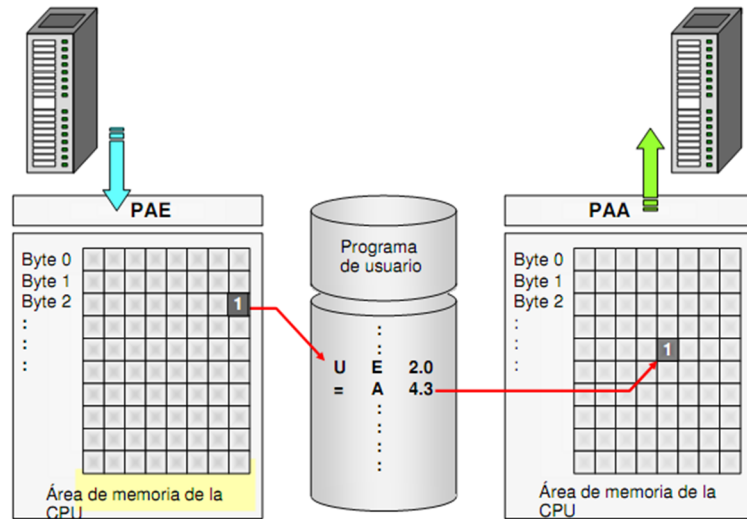 PAE
PAA
Byte 0
Byte 1
Byte 2
:
:
:
1
Área de memoria de la
CPU
Programa
de usuario
:
:
U E 2.0
= A 4.3
:
:
:
:
Byte 0
Byte 1
Byte 2
:
:
:
1
Área de memoria de la
CPU